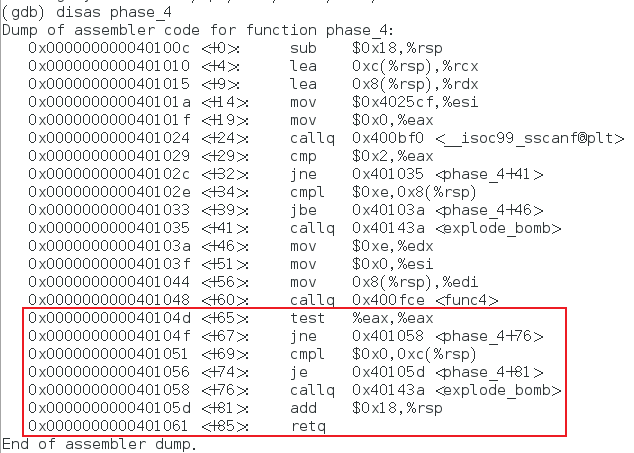 (gdb) disas phase_4
Dump of assembler code for function phase_4:
0x000000000040100c <+0>: sub $0x18,%rsp
0x0000000000401010 <+4>: lea 0xc(%rsp),%rcx
0x0000000000401015 <+9>: lea 0x8(%rsp),%rdx
0x000000000040101a <+14>: mov $0x4025cf,%esi
0x000000000040101f <+19>: mov $0x0,%eax
0x0000000000401024 <+24>: callq 0x400bf0 <__isoc99_sscanf@plt>
0x0000000000401029 <+29>: cmp $0x2,%eax
0x000000000040102c <+32>: jne 0x401035 <phase_4+41>
0x000000000040102e <+34>: cmpl $0xe,0x8(%rsp)
0x0000000000401033 <+39>: jbe 0x40103a <phase_4+46>
0x0000000000401035 <+41>: callq 0x40143a <explode_bomb>
0x000000000040103a <+46>: mov $0xe,%edx
0x000000000040103f <+51>: mov $0x0,%esi
0x0000000000401044 <+56>: mov 0x8(%rsp),%edi
0x0000000000401048 <+60>: callq 0x400fce <func4>
0x000000000040104d <+65>: test %eax,%eax
0x000000000040104f <+67>: jne 0x401058 <phase_4+76>
0x0000000000401051 <+69>: cmpl $0x0,0xc(%rsp)
0x0000000000401056 <+74>: je 0x40105d <phase_4+81>
0x0000000000401058 <+76>: callq 0x40143a <explode_bomb>
0x000000000040105d <+81>: add $0x18,%rsp
0x0000000000401061 <+85>: retq
End of assembler dump.